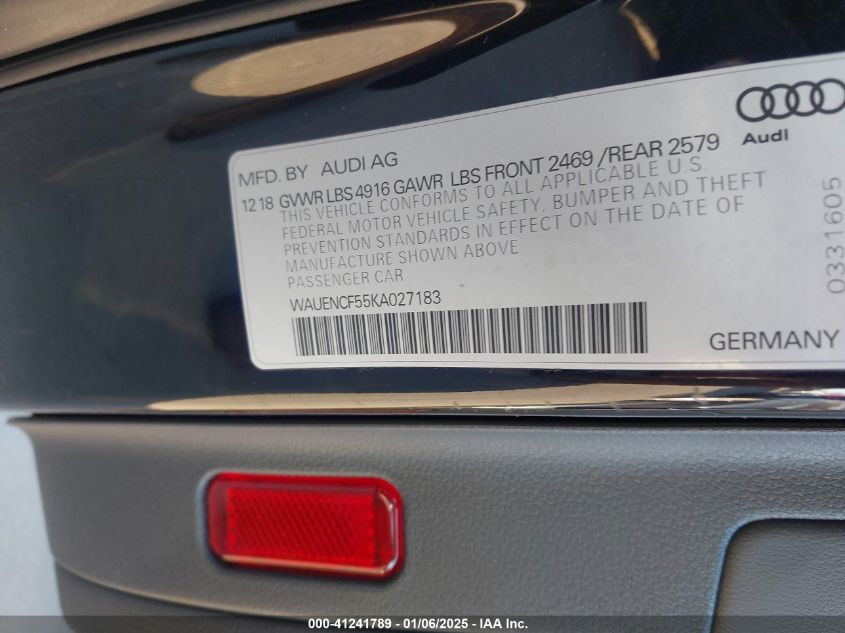 Audi
MFD. BY AUDI AG
12 18 GVWR LBS 4916 GAWR LBS FRONT 2469 /REAR 2579
THIS VEHICLE CONFORMS TO ALL APPLICABLE U.S.
FEDERAL MOTOR VEHICLE SAFETY, BUMPER AND THEFT
PREVENTION STANDARDS IN EFFECT ON THE DATE OF
MANUFACTURE SHOWN ABOVE
PASSENGER CAR
WAUENCF55KA027183
GERMANY
0331605
000-41241789 - 01/06/2025 - IAA Inc.